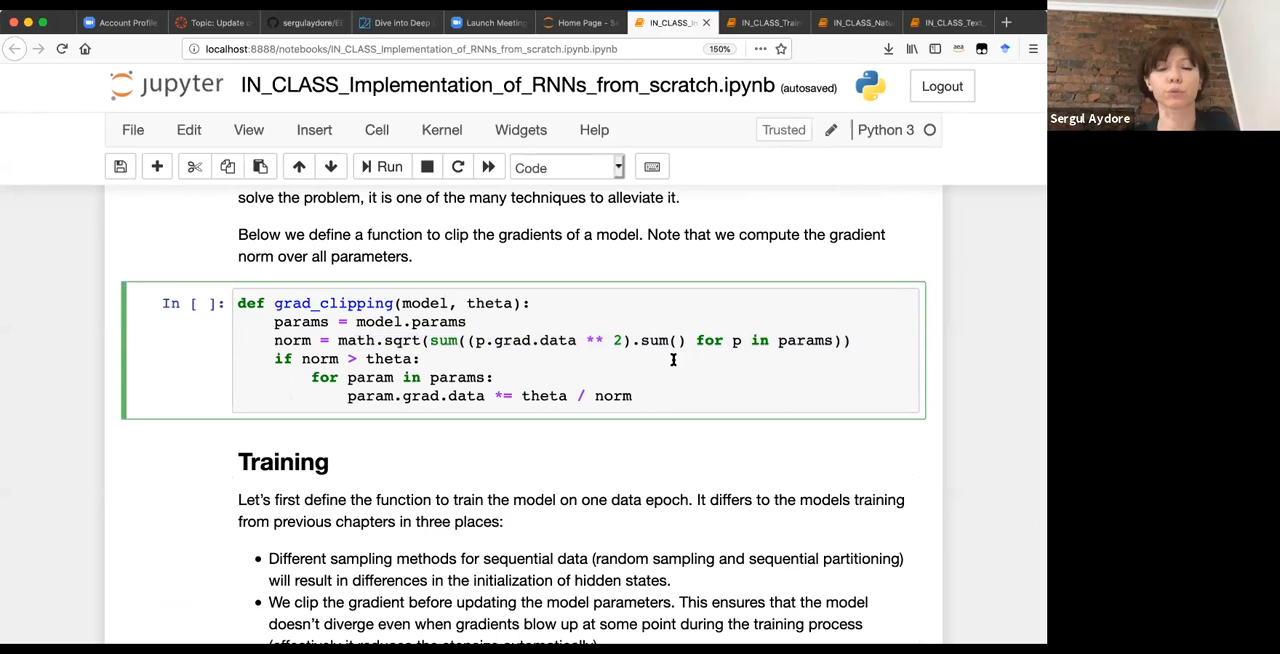 Account Profile
Topic: Update o
sergulaydore/EE
Dive into Deep
Launch Meeting
Home Page - S
IN_CLASS_I
IN_CLASS_Train
IN_CLASS_Natu
IN_CLASS_Text_
localhost:8888/notebooks/IN_CLASS_Implementation_of_RNNs_from_scratch.ipynb.ipynb
150%
jupyter IN_CLASS_Implementation_of_RNNs_from_scratch.ipynb (autosaved)
Logout
File Edit View Insert Cell Kernel Widgets Help
Trusted
Python 3
Run
Code
Sergul Aydore
solve the problem, it is one of the many techniques to alleviate it.
Below we define a function to clip the gradients of a model. Note that we compute the gradient
norm over all parameters.
In [ ]: def grad_clipping(model, theta):
params = model.params
norm = math.sqrt(sum((p.grad.data ** 2).sum() for p in params))
if norm > theta:
for param in params:
param.grad.data *= theta / norm
Training
Let's first define the function to train the model on one data epoch. It differs to the models training
from previous chapters in three places:
• Different sampling methods for sequential data (random sampling and sequential partitioning)
will result in differences in the initialization of hidden states.
• We clip the gradient before updating the model parameters. This ensures that the model
doesn't diverge even when gradients blow up at some point during the training process
(effectively it reduces the stepsize automatically)